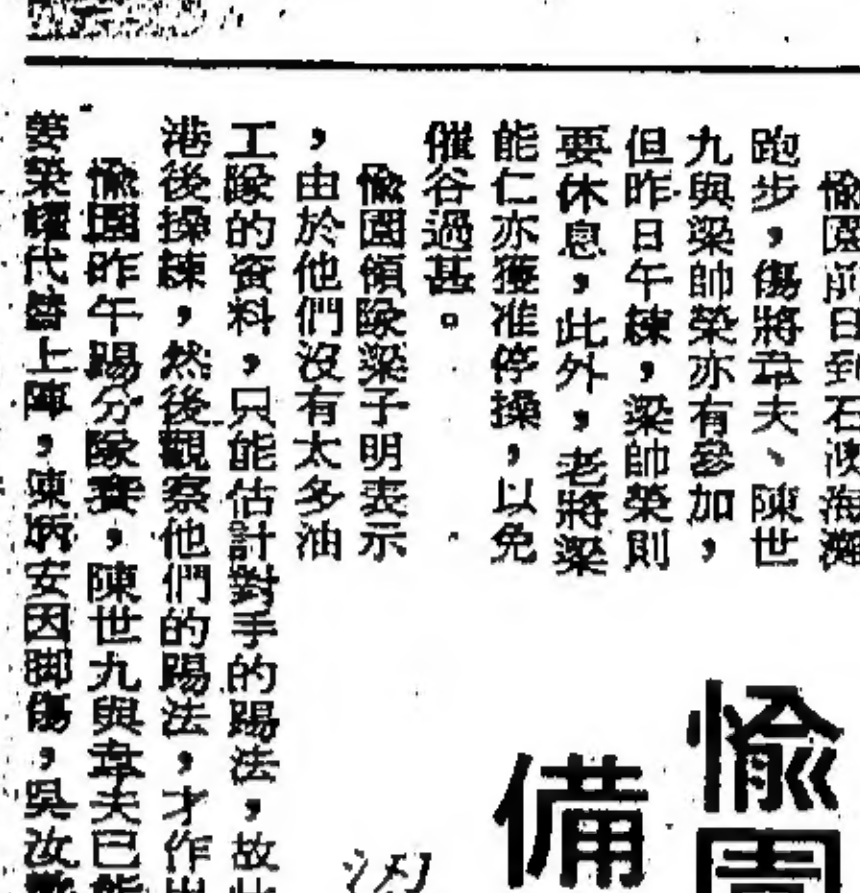 愉園前日到石澳海灘
跑步,傷將韋夫、陳世
九與梁帥榮亦有參加,
但昨日午練,梁帥榮則
要休息,此外,老將梁
能仁亦獲准停操,以免
催谷過甚。
愉園領隊梁子明表示
,由於他們沒有太多油
工隊的資料,只能估計對手的踢法,故此
港後操練,然後觀察他們的踢法,才作出
愉園昨午踢分隊賽,陳世九與韋夫已能
姜榮耀代替上陣,陳炳安因脚傷,吳汝
愉園
備